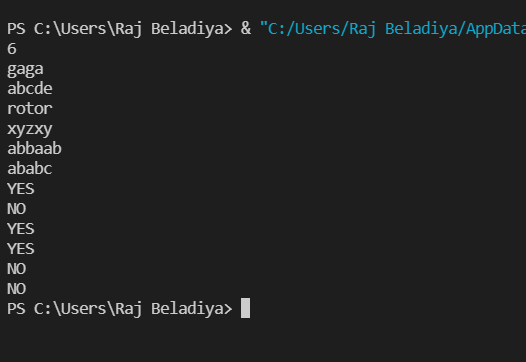 PS C:\Users\Raj Beladiya> & "C:/Users/Raj Beladiya/AppData
6
gaga
abcde
rotor
xyzxy
abbaab
ababc
YES
NO
YES
YES
NO
NO
PS C:\Users\Raj Beladiya>